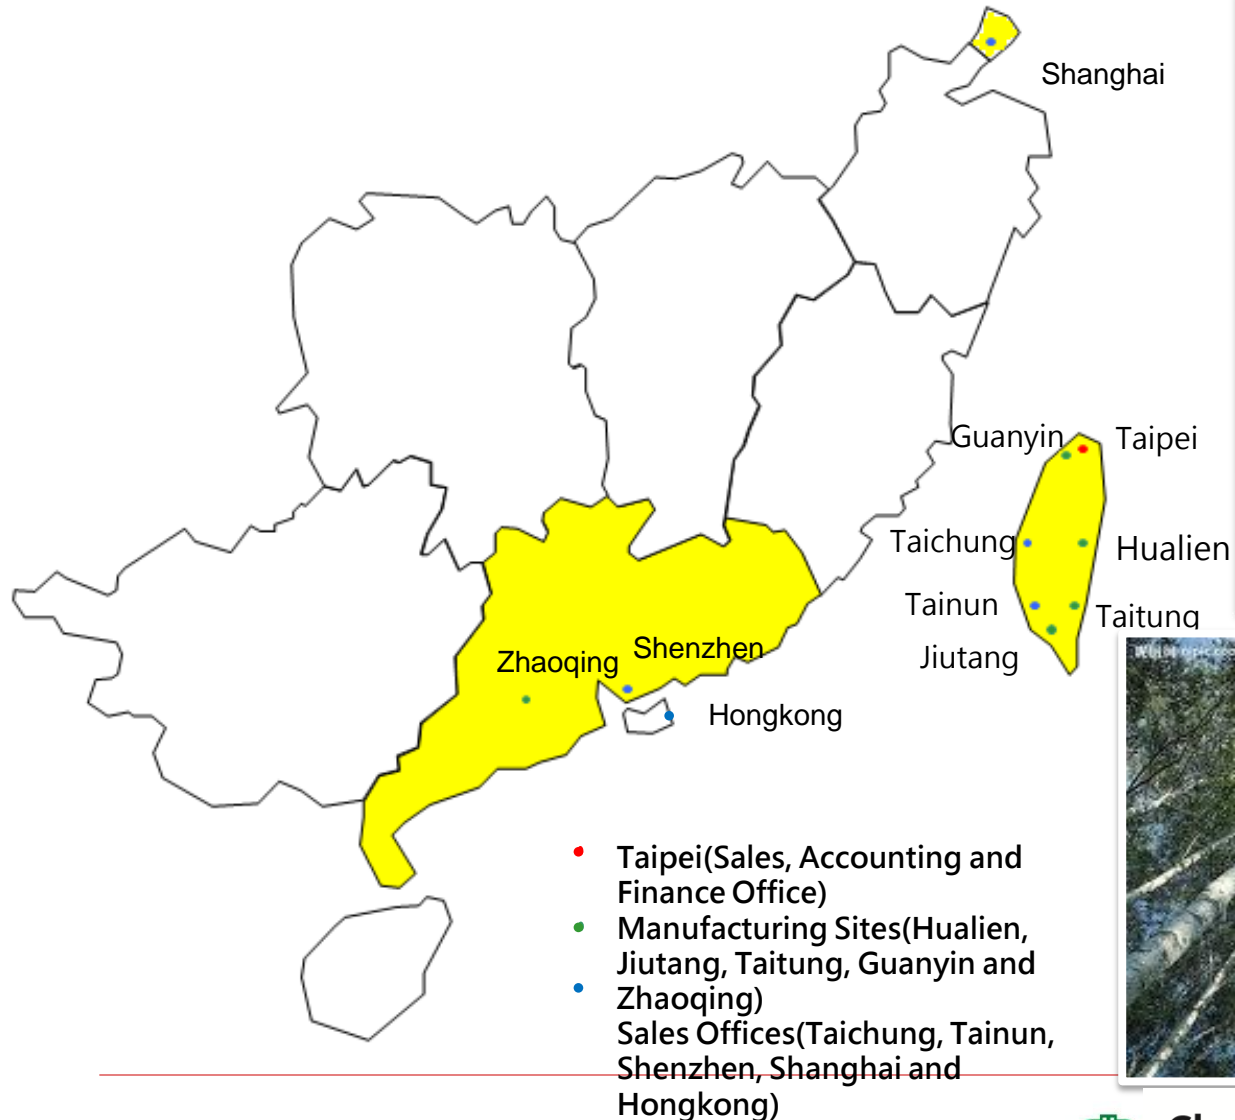 Shanghai
Guanyin
Taipei
Taichung
Hualien
Tainun
Taitung
Jiutang
Zhaoqing
Shenzhen
Hongkong
Taipei(Sales, Accounting and
Finance Office)
Manufacturing Sites(Hualien,
Jiutang, Taitung, Guanyin and
Zhaoqing)
Sales Offices(Taichung, Tainun,
Shenzhen, Shanghai and
Hongkong)